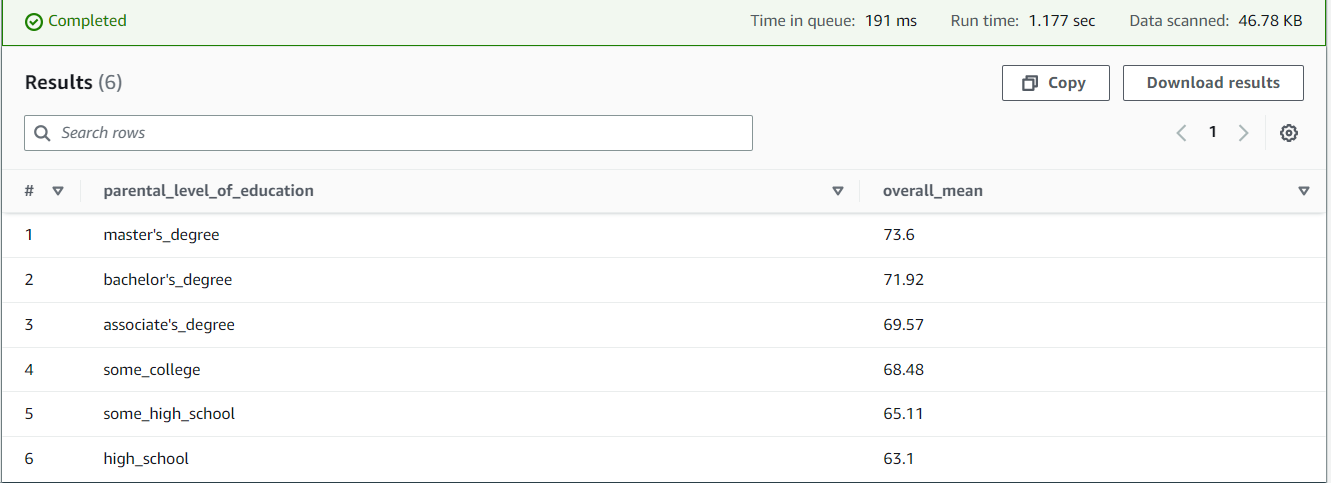 Completed Time in queue: 191 ms Run time: 1.177 sec Data scanned: 46.78 KB
Results (6) Copy Download results
Search rows 1
# parental_level_of_education overall_mean
1 master's_degree 73.6
2 bachelor's_degree 71.92
3 associate's_degree 69.57
4 some_college 68.48
5 some_high_school 65.11
6 high_school 63.1